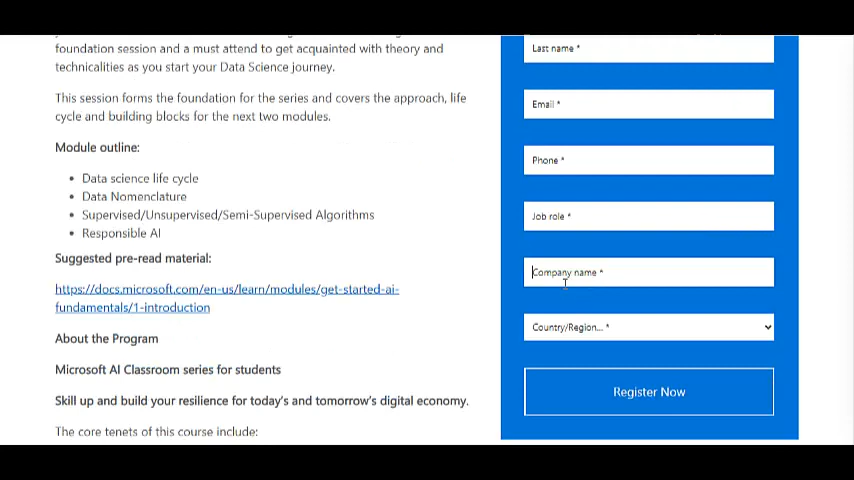 foundation session and a must attend to get acquainted with theory and
technicalities as you start your Data Science journey.
This session forms the foundation for the series and covers the approach, life
cycle and building blocks for the next two modules.
Module outline:
Data science life cycle
Data Nomenclature
Supervised/Unsupervised/Semi-Supervised Algorithms
Responsible AI
Suggested pre-read material:
https://docs.microsoft.com/en-us/learn/modules/get-started-ai-
fundamentals/1-introduction
About the Program
Microsoft AI Classroom series for students
Skill up and build your resilience for today's and tomorrow's digital economy.
The core tenets of this course include:
Last name *
Email *
Phone *
Job role *
Company name *
Country/Region... *
Register Now